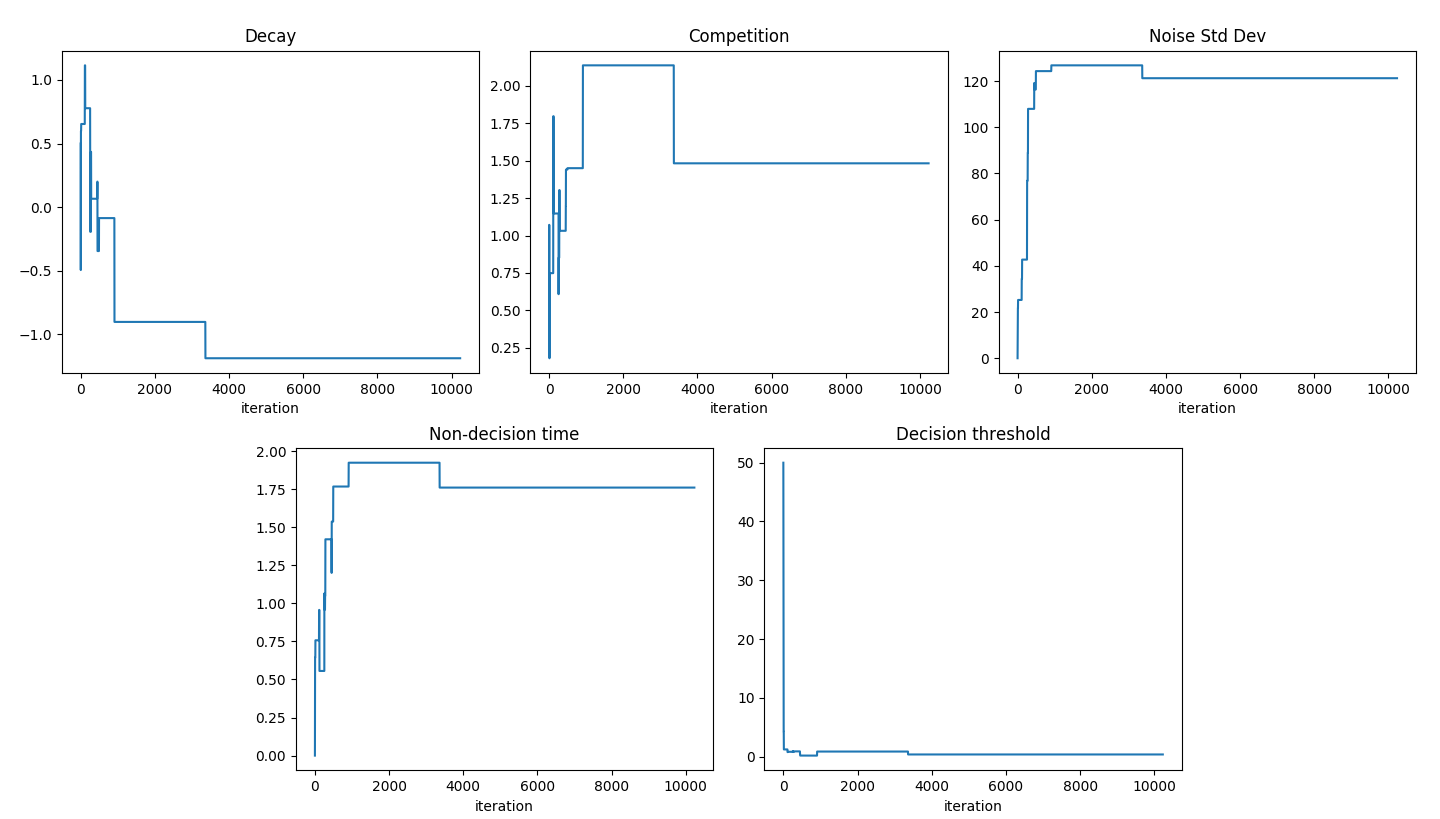 Decay
1.0
0.5
0.0
−0.5
−1.0
0 2000 4000 6000 8000 10000
iteration
Competition
2.00
1.75
1.50
1.25
1.00
0.75
0.50
0.25
0 2000 4000 6000 8000 10000
iteration
Noise Std Dev
120
100
80
60
40
20
0
0 2000 4000 6000 8000 10000
iteration
Non-decision time
2.00
1.75
1.50
1.25
1.00
0.75
0.50
0.25
0.00
0 2000 4000 6000 8000 10000
iteration
Decision threshold
50
40
30
20
10
0
0 2000 4000 6000 8000 10000
iteration